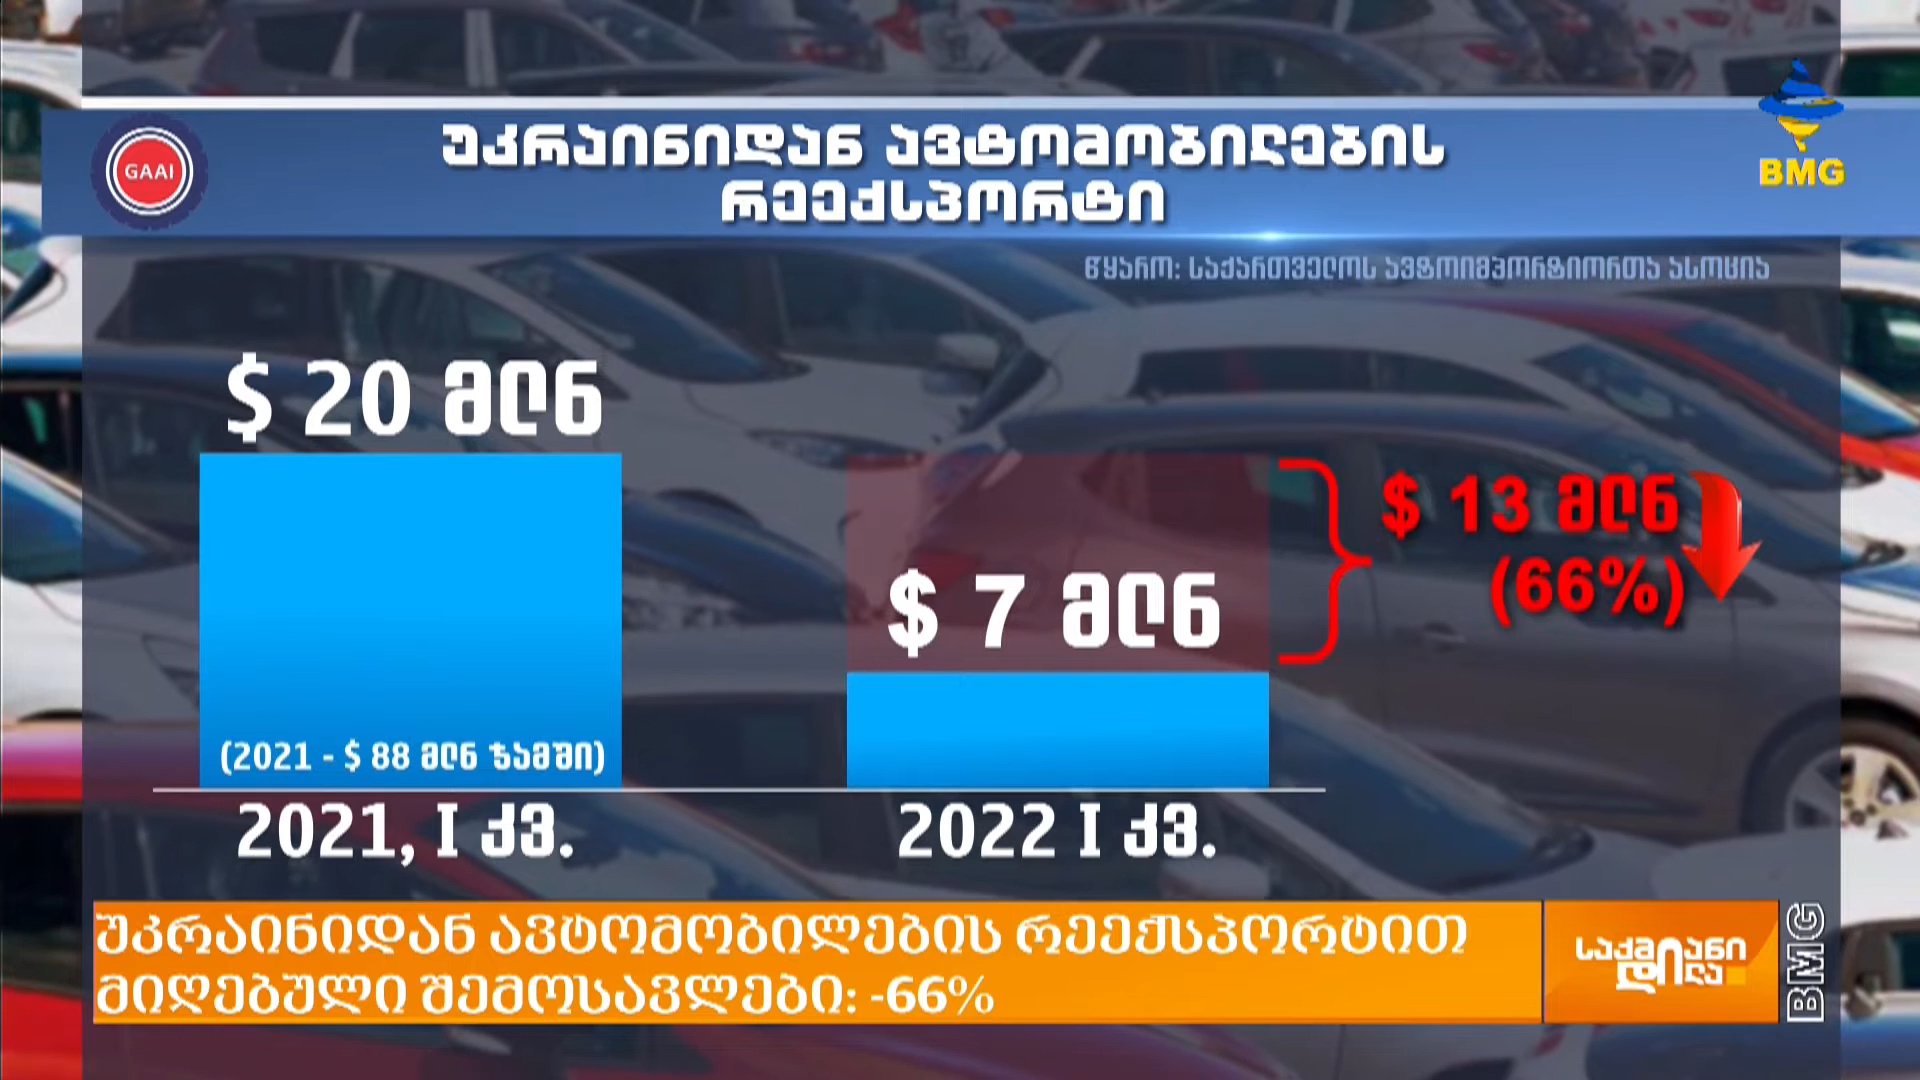 უკრაინიდან ავტომობილების
რეექსპორტი
GAAI
BMG
წყარო: საქართველოს ავტოიმპორტიორთა ასოცია
$ 20 მლნ
$ 13 მლნ
(66%)
$ 7 მლნ
(2021 - $ 88 მლნ ჯამში)
2021, I კვ.
2022 I კვ.
უკრაინიდან ავტომობილების რეექსპორტით
მიღებული შემოსავლები: -66%
საქმიანი
დილა
BMG